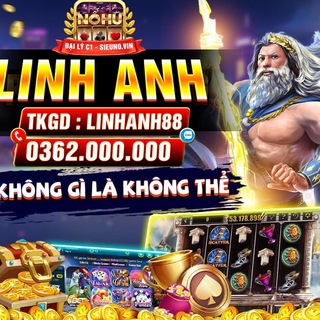 NOHU
ĐẠI LÝ C1 - SIEUNO.VIN
LINH ANH
TKGD : LINHANH88
0362.000.000
KHÔNG GÌ LÀ KHÔNG THỂ
53.178.895
SCATTER
SCATTER